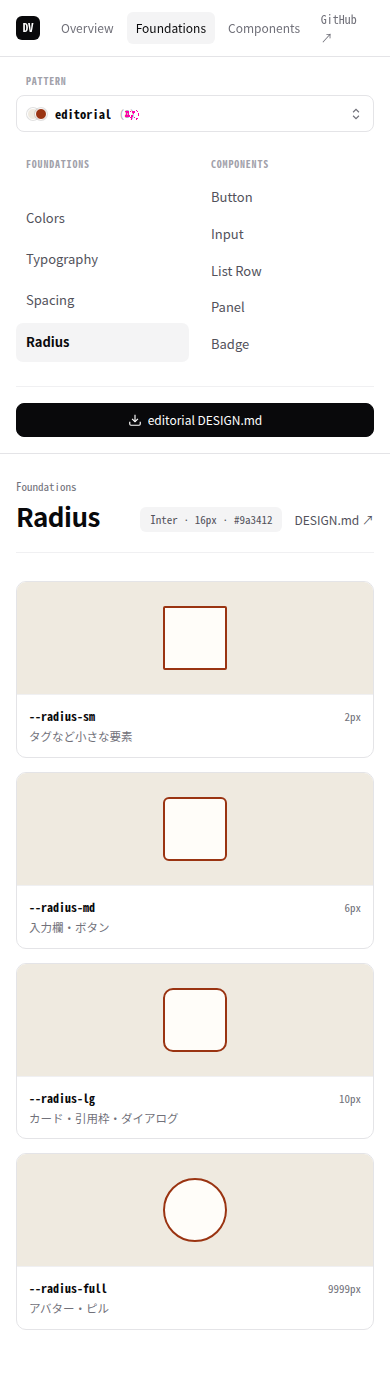 DV Overview Foundations Components GitHub ↗
PATTERN
editorial
FOUNDATIONS
Colors
Typography
Spacing
Radius
COMPONENTS
Button
Input
List Row
Panel
Badge
editorial DESIGN.md
Foundations
Radius
Inter · 16px · #9a3412
DESIGN.md ↗
--radius-sm 2px
タグなど小さな要素
--radius-md 6px
入力欄・ボタン
--radius-lg 10px
カード・引用枠・ダイアログ
--radius-full 9999px
アバター・ピル